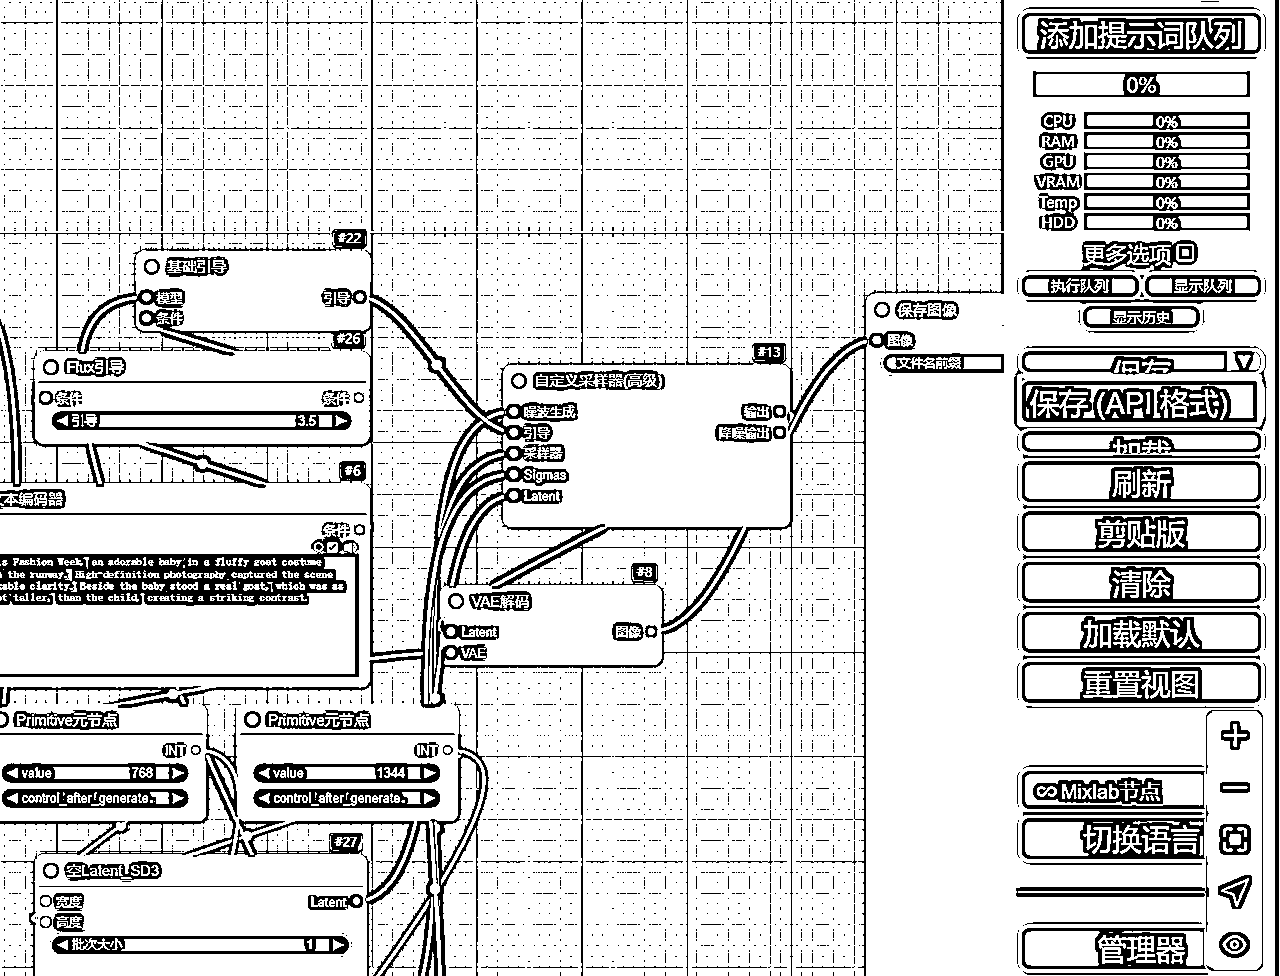 添加提示词队列
0%
CPU 0%
RAM 0%
GPU 0%
VRAM 0%
Temp 0%
HDD 0%
更多选项
执行队列 显示队列
显示历史
保存
保存 (API 格式)
加载
刷新
剪贴版
清除
加载默认
重置视图
Mixlab节点
切换语言
管理器
#22
基础引导
模型 引导
条件
#26
Flux引导
条件 条件
引导 3.5
#6
本编码器
条件
s Fashion Week, an adorable baby in a fluffy goat costume
the runway. High-definition photography captured the scene
able clarity. Beside the baby stood a real goat, which was as
taller, than the child, creating a striking contrast.
#13
自定义采样器(高级)
噪波生成 输出
引导 降噪输出
采样器
Sigmas
Latent
保存图像
图像
文件名前缀
#8
VAE解码
Latent 图像
VAE
Primitive元节点
INT
value 768
control_after_generate
Primitive元节点
INT
value 1344
control_after_generate
#27
空Latent_SD3
宽度 Latent
高度
批次大小 1